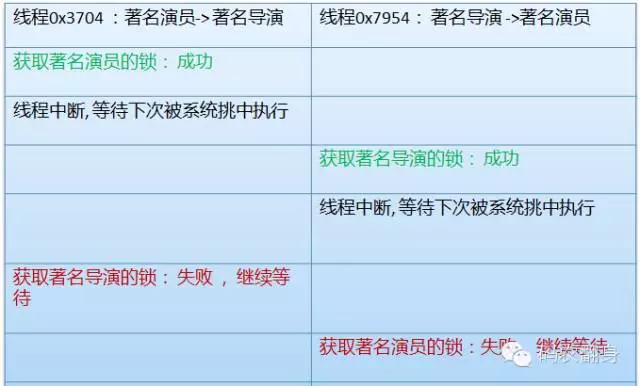 线程0x3704 : 著名演员->著名导演
线程0x7954 : 著名导演 ->著名演员
获取著名演员的锁 : 成功
线程中断, 等待下次被系统挑中执行
获取著名导演的锁 : 成功
线程中断, 等待下次被系统挑中执行
获取著名导演的锁 : 失败 , 继续等
待
获取著名演员的锁 : 失败 , 继续等待
码农翻身